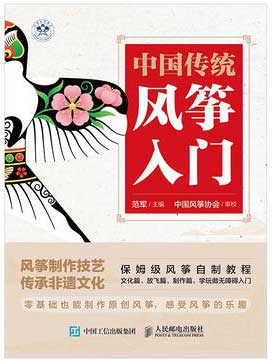 中国传统
风筝
入门
范军/主编 中国风筝协会/审校
风筝制作技艺
传承非遗文化
保姆级风筝自制教程
文化篇、放飞篇、制作篇，学玩做无障碍入门
零基础也能制作原创风筝，感受风筝的乐趣
中国工信出版集团 人民邮电出版社